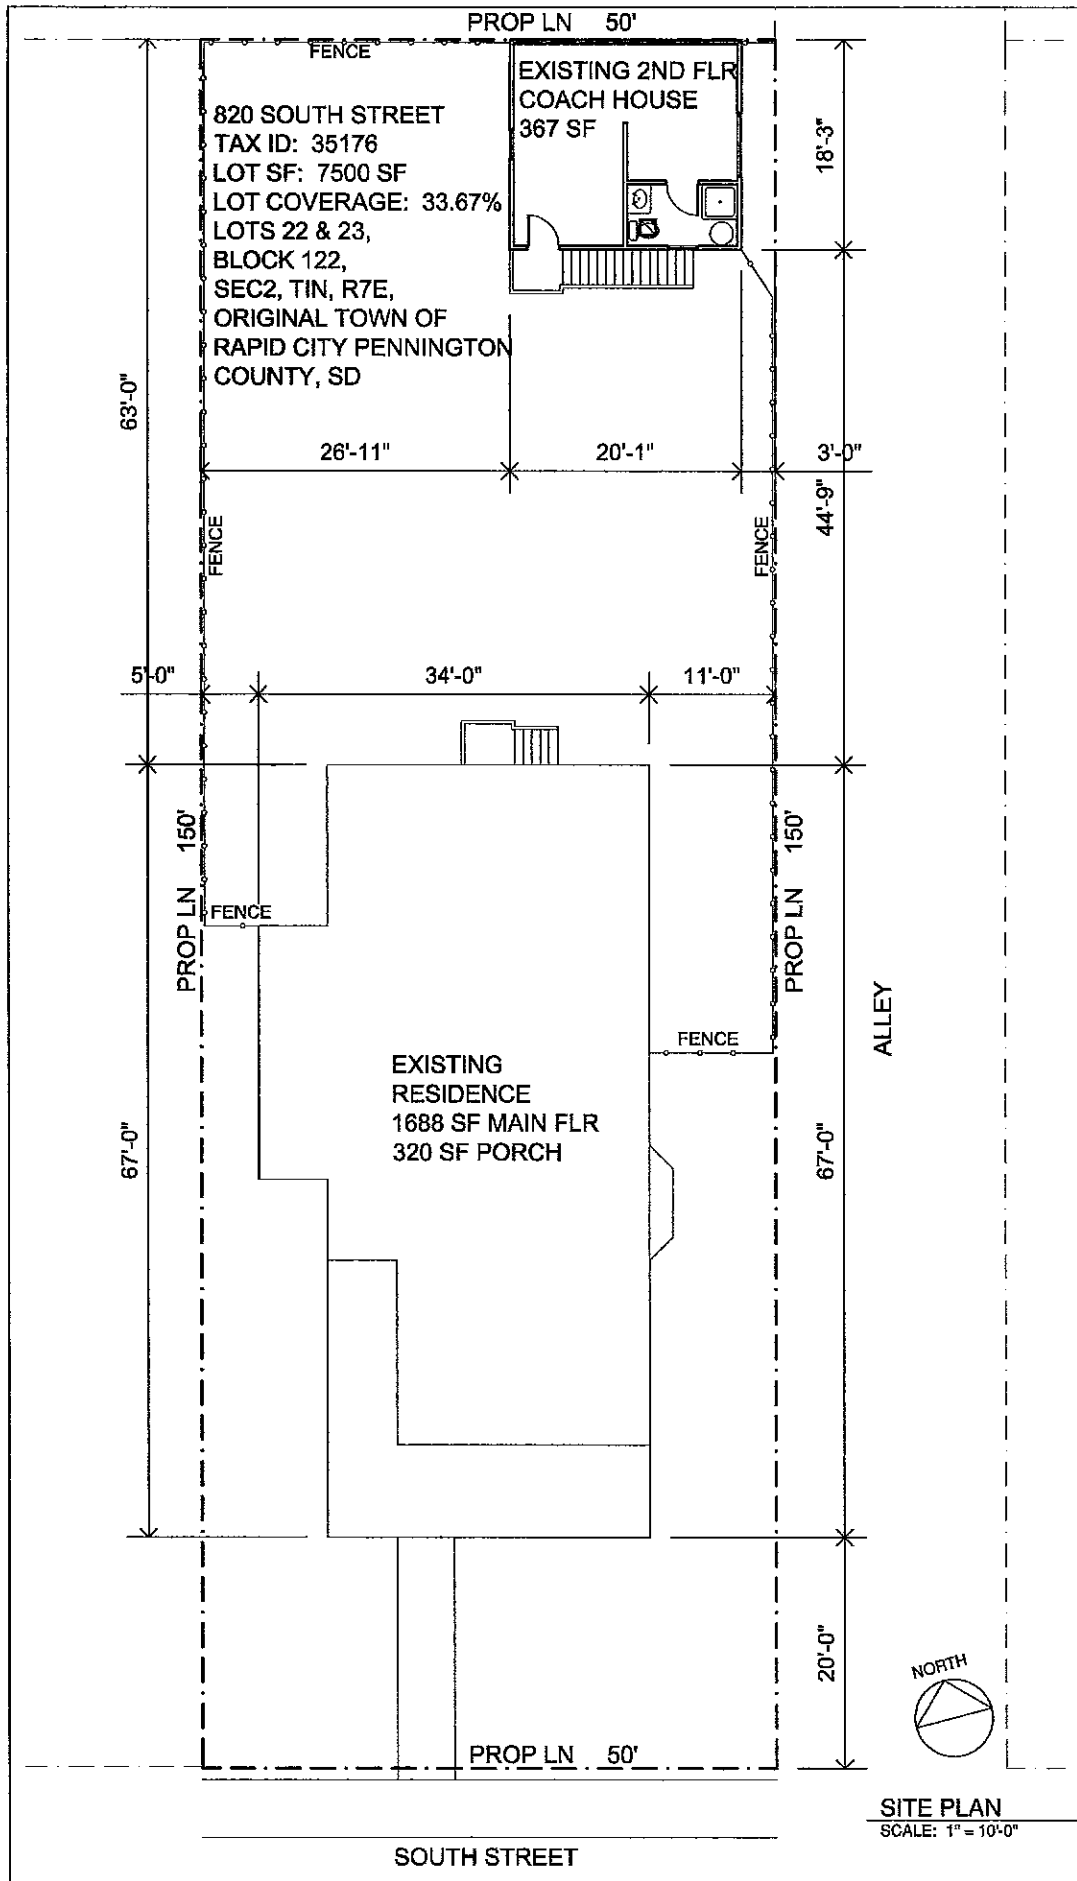 PROP LN 50'
FENCE
EXISTING 2ND FLR
COACH HOUSE
367 SF
820 SOUTH STREET
TAX ID: 35176
LOT SF: 7500 SF
LOT COVERAGE: 33.67%
LOTS 22 & 23,
BLOCK 122,
SEC2, TIN, R7E,
ORIGINAL TOWN OF
RAPID CITY PENNINGTON
COUNTY, SD
18'-3"
63'-0"
26'-11"
20'-1"
3'-0"
44'-9"
FENCE
FENCE
5'-0"
34'-0"
11'-0"
PROP LN 150'
PROP LN 150'
FENCE
ALLEY
FENCE
EXISTING
RESIDENCE
1688 SF MAIN FLR
320 SF PORCH
67'-0"
67'-0"
20'-0"
NORTH
PROP LN 50'
SITE PLAN
SCALE: 1" = 10'-0"
SOUTH STREET